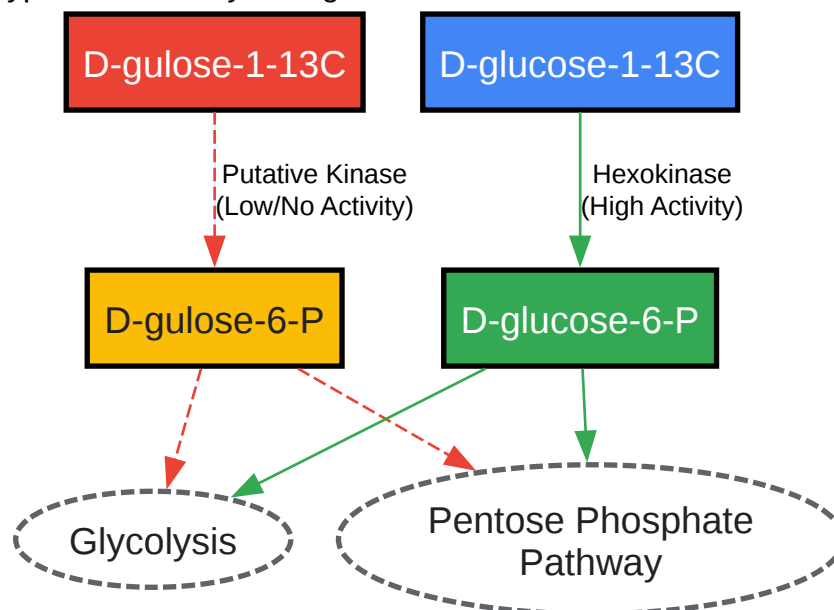 D-gulose-1-13C
D-glucose-1-13C
Putative Kinase
(Low/No Activity)
Hexokinase
(High Activity)
D-gulose-6-P
D-glucose-6-P
Glycolysis
Pentose Phosphate
Pathway